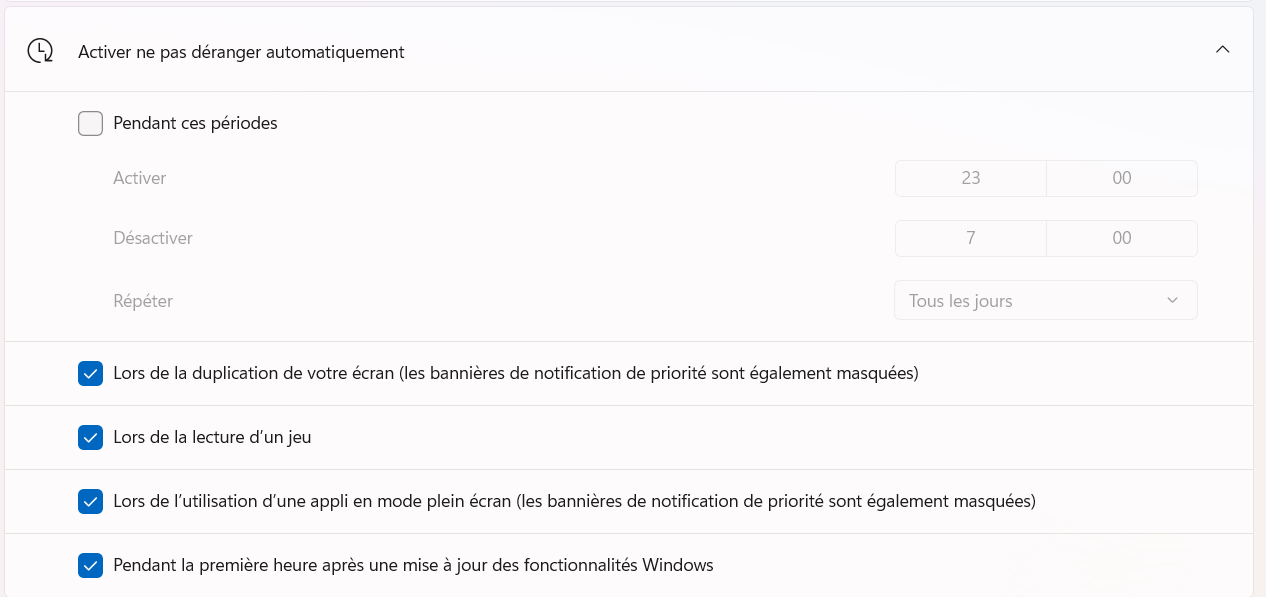 Activer ne pas déranger automatiquement
Pendant ces périodes
Activer 23 00
Désactiver 7 00
Répéter Tous les jours
Lors de la duplication de votre écran (les bannières de notification de priorité sont également masquées)
Lors de la lecture d’un jeu
Lors de l’utilisation d’une appli en mode plein écran (les bannières de notification de priorité sont également masquées)
Pendant la première heure après une mise à jour des fonctionnalités Windows